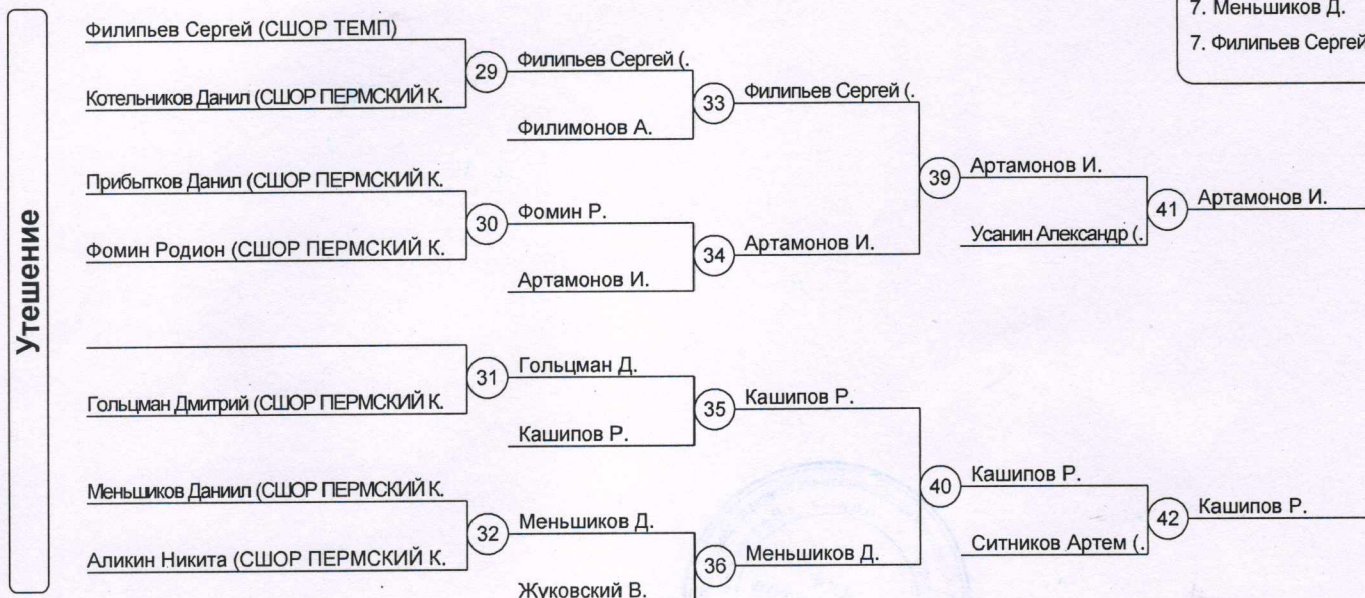 Утешение
7. Меньшиков Д.
7. Филипьев Сергей
Филипьев Сергей (СШОР ТЕМП)
29
Филипьев Сергей (.
Котельников Данил (СШОР ПЕРМСКИЙ К.
33
Филипьев Сергей (.
Филимонов А.
Прибытков Данил (СШОР ПЕРМСКИЙ К.
39
Артамонов И.
30
Фомин Р.
41
Артамонов И.
Фомин Родион (СШОР ПЕРМСКИЙ К.
34
Артамонов И.
Усанин Александр (.
Артамонов И.
31
Гольцман Д.
Гольцман Дмитрий (СШОР ПЕРМСКИЙ К.
35
Кашипов Р.
Кашипов Р.
Меньшиков Даниил (СШОР ПЕРМСКИЙ К.
40
Кашипов Р.
32
Меньшиков Д.
42
Кашипов Р.
Аликин Никита (СШОР ПЕРМСКИЙ К.
36
Меньшиков Д.
Ситников Артем (.
Жуковский В.